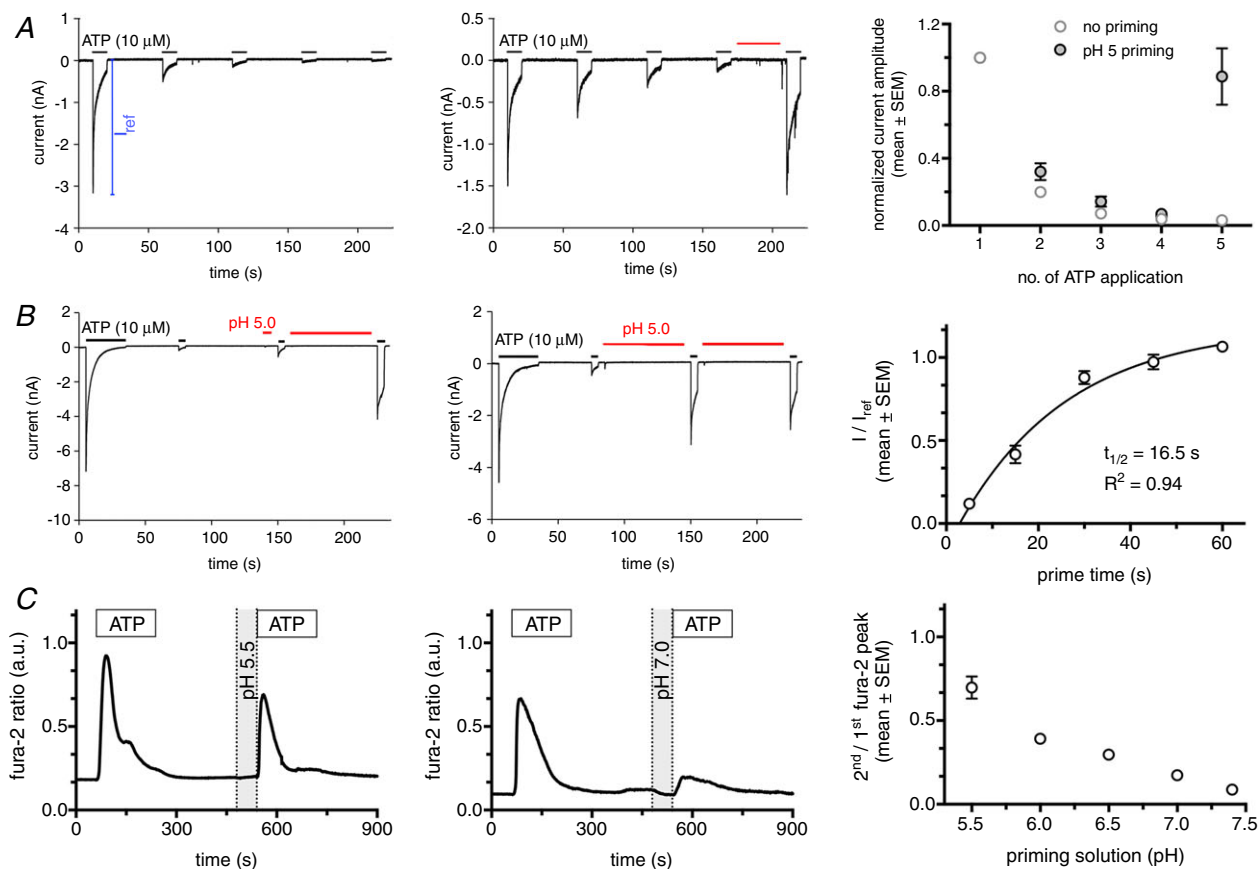 A
1
0
-1
-2
-3
-4
current (nA)
ATP (10 μM)
I_ref
0 50 100 150 200
time (s)
0.5
0.0
-0.5
-1.0
-1.5
-2.0
current (nA)
ATP (10 μM)
0 50 100 150 200
time (s)
1.2
0.8
0.4
0.0
normalized current amplitude
(mean ± SEM)
no priming
pH 5 priming
1 2 3 4 5
no. of ATP application
B
2
0
-2
-4
-6
-8
-10
current (nA)
ATP (10 μM)
pH 5.0
0 50 100 150 200
time (s)
2
0
-2
-4
-6
current (nA)
ATP (10 μM)
pH 5.0
0 50 100 150 200
time (s)
1.0
0.5
0.0
I / I_ref
(mean ± SEM)
t_1/2 = 16.5 s
R² = 0.94
0 20 40 60
prime time (s)
C
1.0
0.5
0.0
fura-2 ratio (a.u.)
ATP
pH 5.5
ATP
0 300 600 900
time (s)
1.0
0.5
0.0
fura-2 ratio (a.u.)
ATP
pH 7.0
ATP
0 300 600 900
time (s)
1.0
0.5
0.0
2nd / 1st fura-2 peak
(mean ± SEM)
5.5 6.0 6.5 7.0 7.5
priming solution (pH)